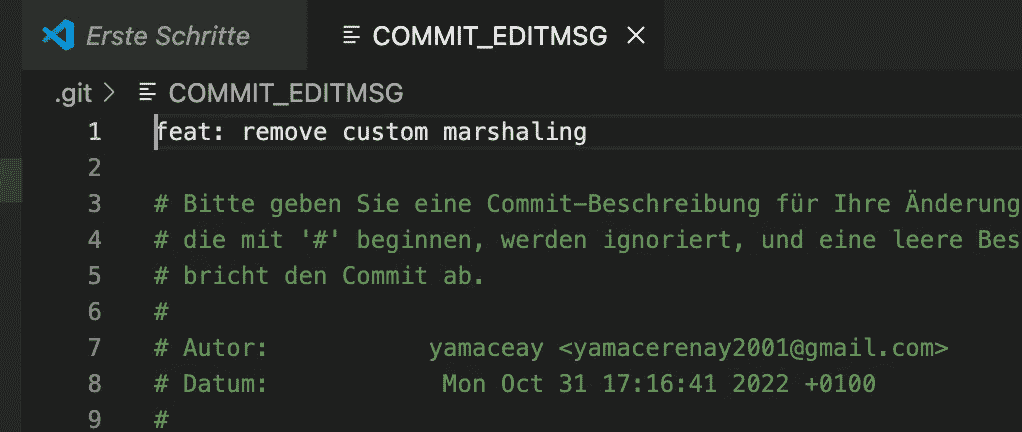 Erste Schritte COMMIT_EDITMSG
.git > COMMIT_EDITMSG
1 feat: remove custom marshaling
2
3 # Bitte geben Sie eine Commit-Beschreibung für Ihre Änderung
4 # die mit '#' beginnen, werden ignoriert, und eine leere Bes
5 # bricht den Commit ab.
6 #
7 # Autor: yamaceay <yamacerenay2001@gmail.com>
8 # Datum: Mon Oct 31 17:16:41 2022 +0100
9 #